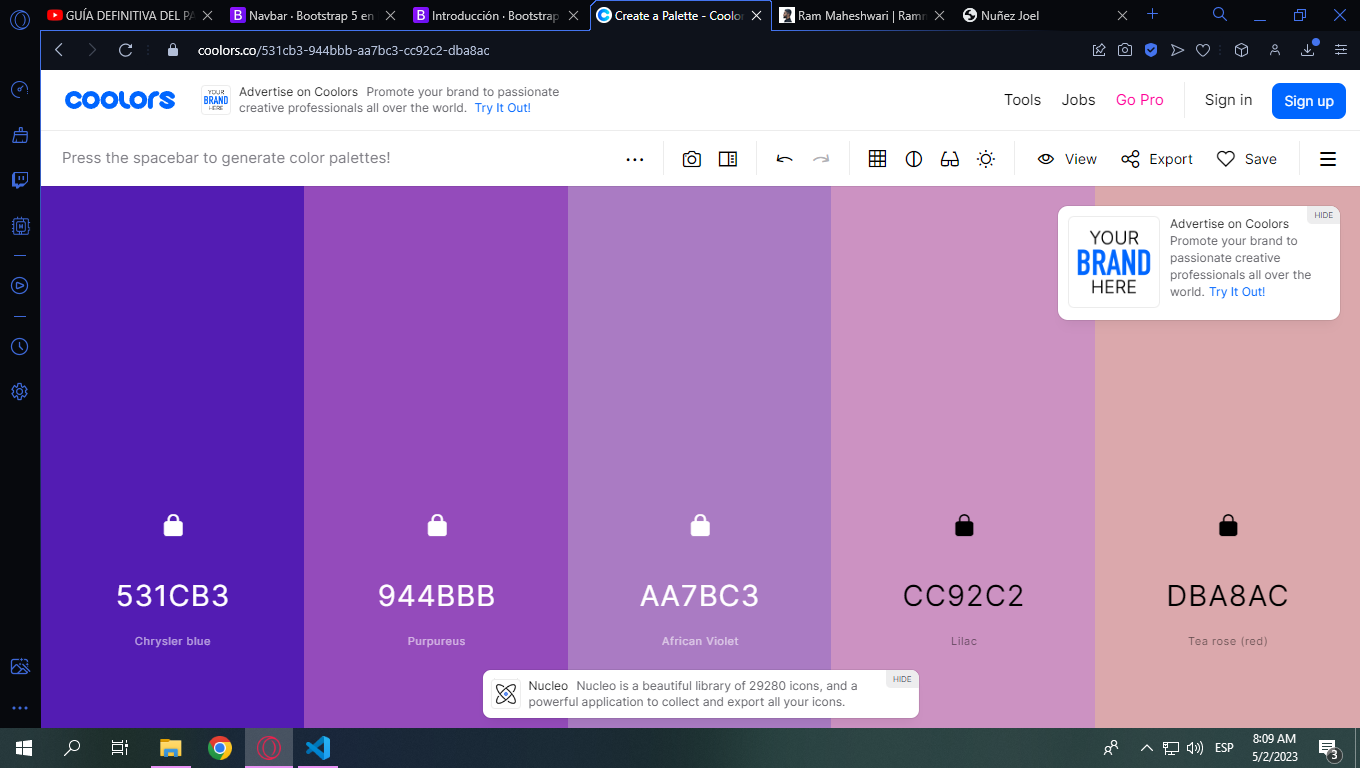 GUÍA DEFINITIVA DEL PA
Navbar · Bootstrap 5 en
Introducción · Bootstrap
Create a Palette - Coolor
Ram Maheshwari | Ramr
Nuñez Joel
coolors.co/531cb3-944bbb-aa7bc3-cc92c2-dba8ac
coolors
YOUR
BRAND
HERE
Advertise on Coolors Promote your brand to passionate
creative professionals all over the world. Try It Out!
Tools
Jobs
Go Pro
Sign in
Sign up
Press the spacebar to generate color palettes!
View
Export
Save
HIDE
YOUR
BRAND
HERE
Advertise on Coolors
Promote your brand to
passionate creative
professionals all over the
world. Try It Out!
531CB3
944BBB
AA7BC3
CC92C2
DBA8AC
Chrysler blue
Purpureus
African Violet
Lilac
Tea rose (red)
HIDE
Nucleo Nucleo is a beautiful library of 29280 icons, and a
powerful application to collect and export all your icons.
ESP
8:09 AM
5/2/2023
3